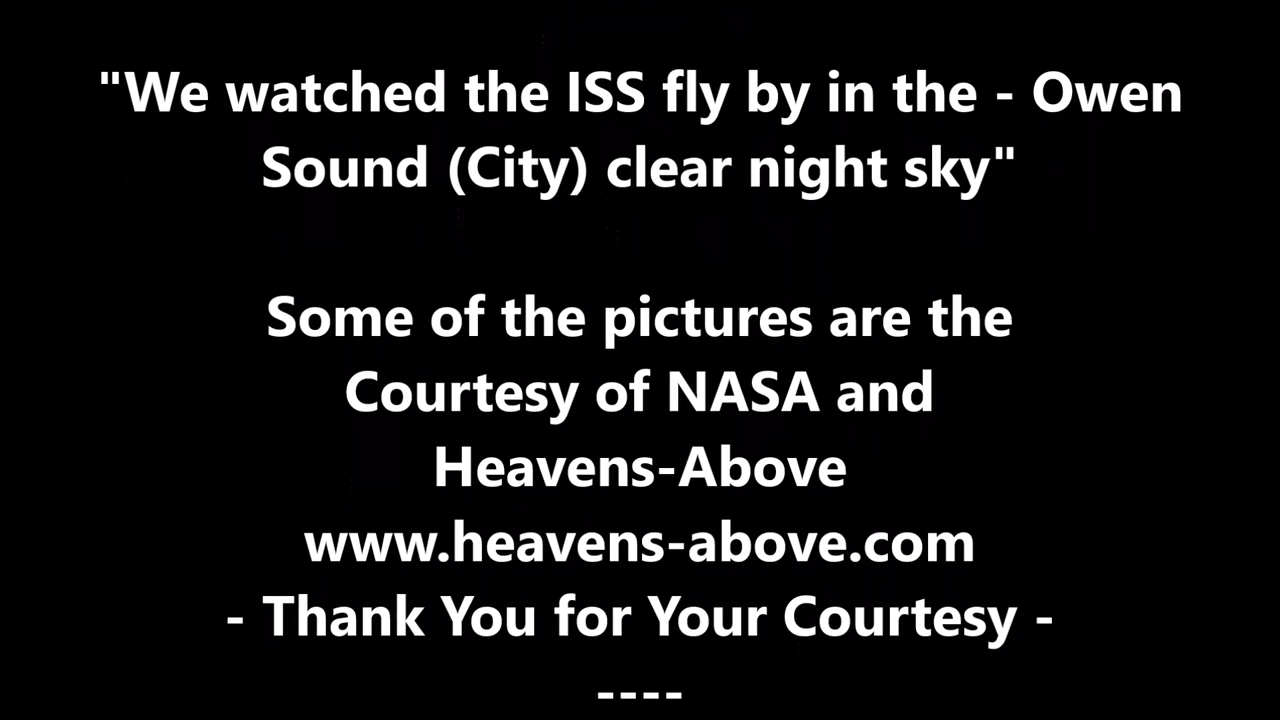 "We watched the ISS fly by in the - Owen
Sound (City) clear night sky"
Some of the pictures are the
Courtesy of NASA and
Heavens-Above
www.heavens-above.com
- Thank You for Your Courtesy -
----